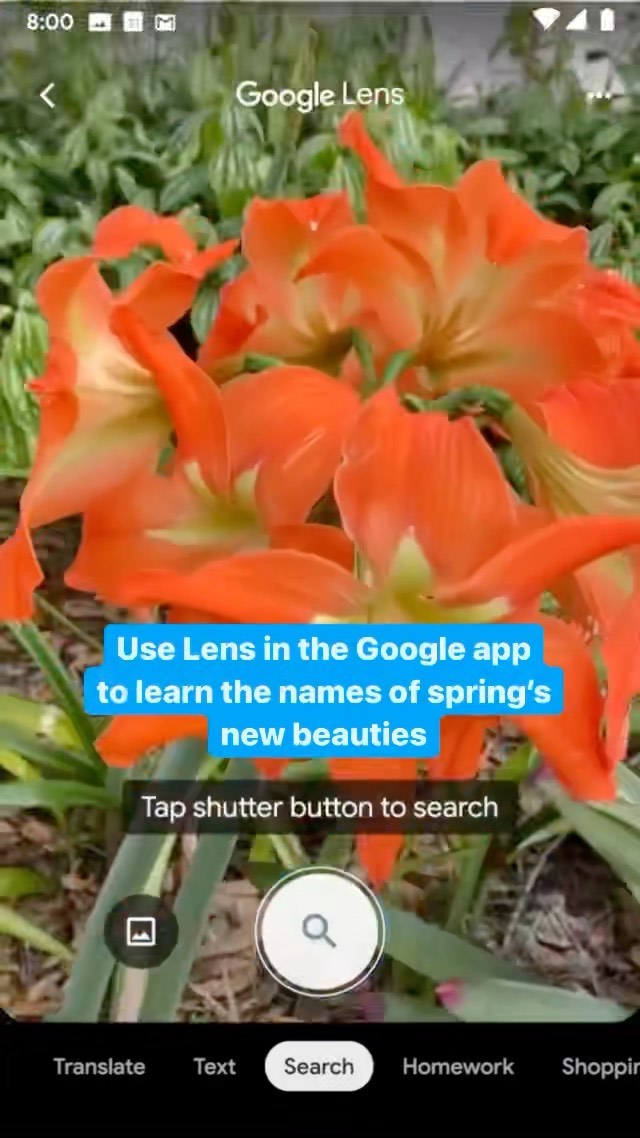 8:00
Google Lens
Use Lens in the Google app
to learn the names of spring's
new beauties
Tap shutter button to search
Translate Text Search Homework Shoppin